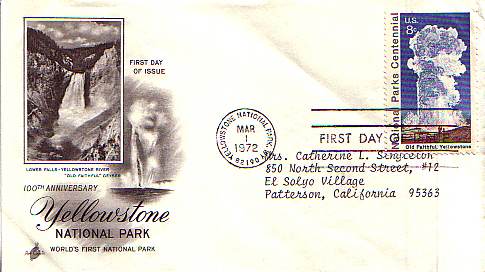 FIRST DAY
OF ISSUE
LOWER FALLS-YELLOWSTONE RIVER
"OLD FAITHFUL" GEYSER
100TH ANNIVERSARY
Yellowstone
NATIONAL PARK
WORLD'S FIRST NATIONAL PARK
YELLOWSTONE NATIONAL PARK, WY
82190
MAR
1
1972
FIRST DAY
U.S.
8c
National Parks Centennial
Old Faithful, Yellowstone
Mrs. Catherine L. Singleton
850 North Second Street, #12
El Solyo Village
Patterson, California 95363